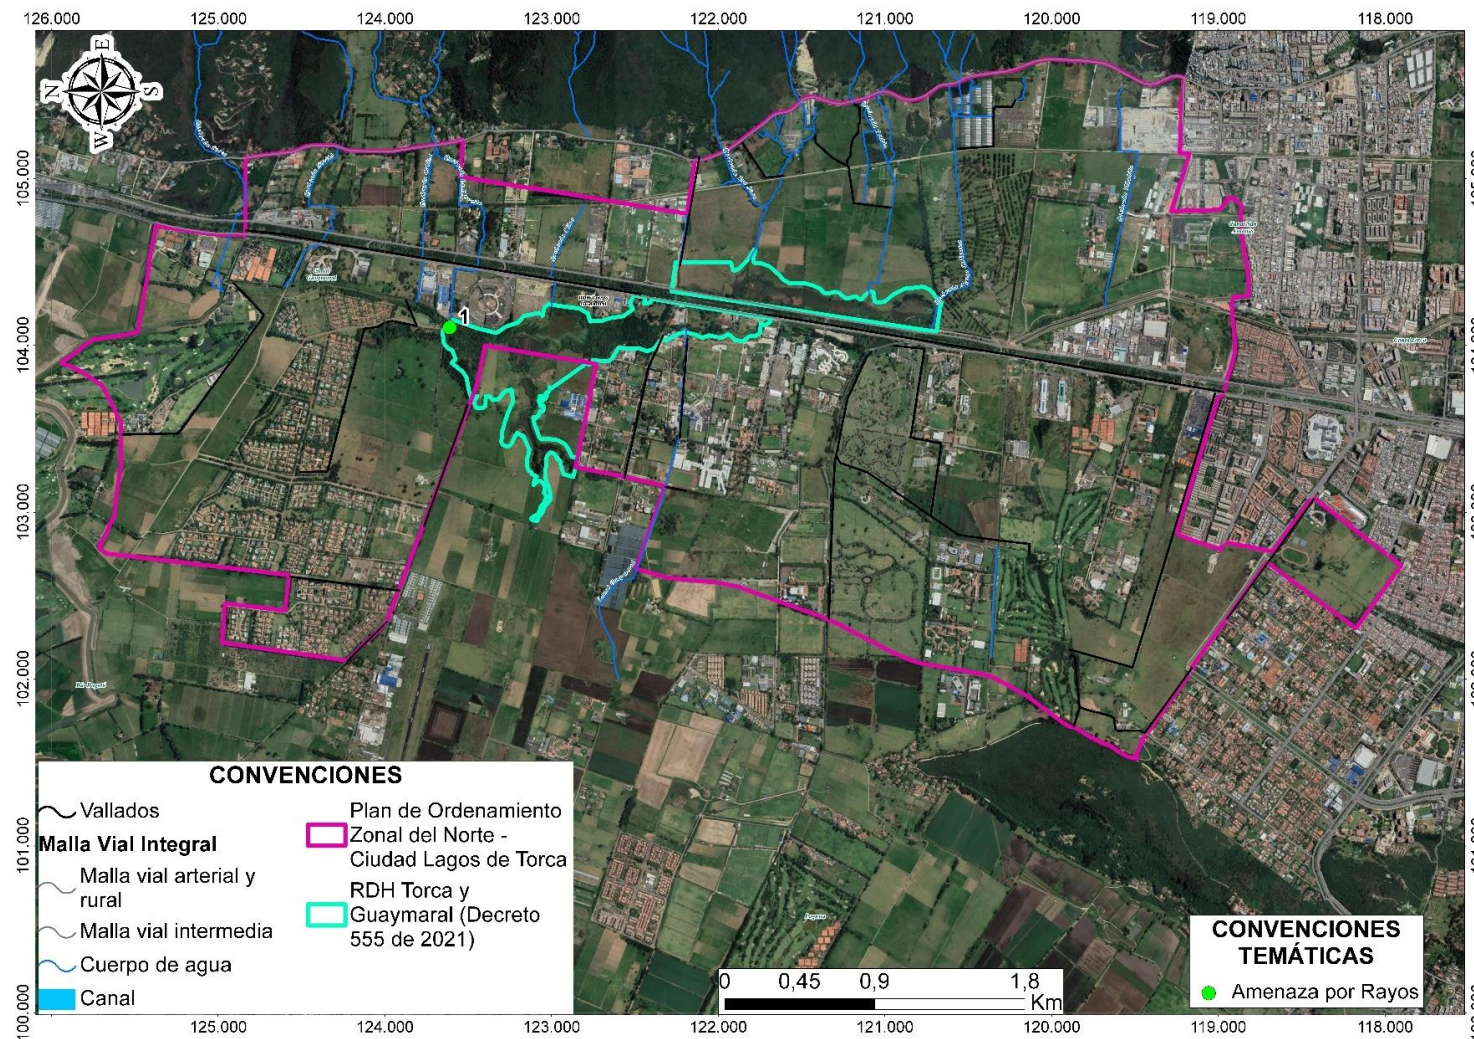 126.000 125.000 124.000 123.000 122.000 121.000 120.000 119.000 118.000
E
N
S
W
105.000
104.000
103.000
102.000
101.000
100.000
1
CONVENCIONES
Vallados
Malla Vial Integral
Malla vial arterial y
rural
Malla vial intermedia
Cuerpo de agua
Canal
Plan de Ordenamiento
Zonal del Norte -
Ciudad Lagos de Torca
RDH Torca y
Guaymaral (Decreto
555 de 2021)
0 0,45 0,9 1,8
Km
CONVENCIONES
TEMÁTICAS
Amenaza por Rayos
125.000 124.000 123.000 122.000 121.000 120.000 119.000 118.000